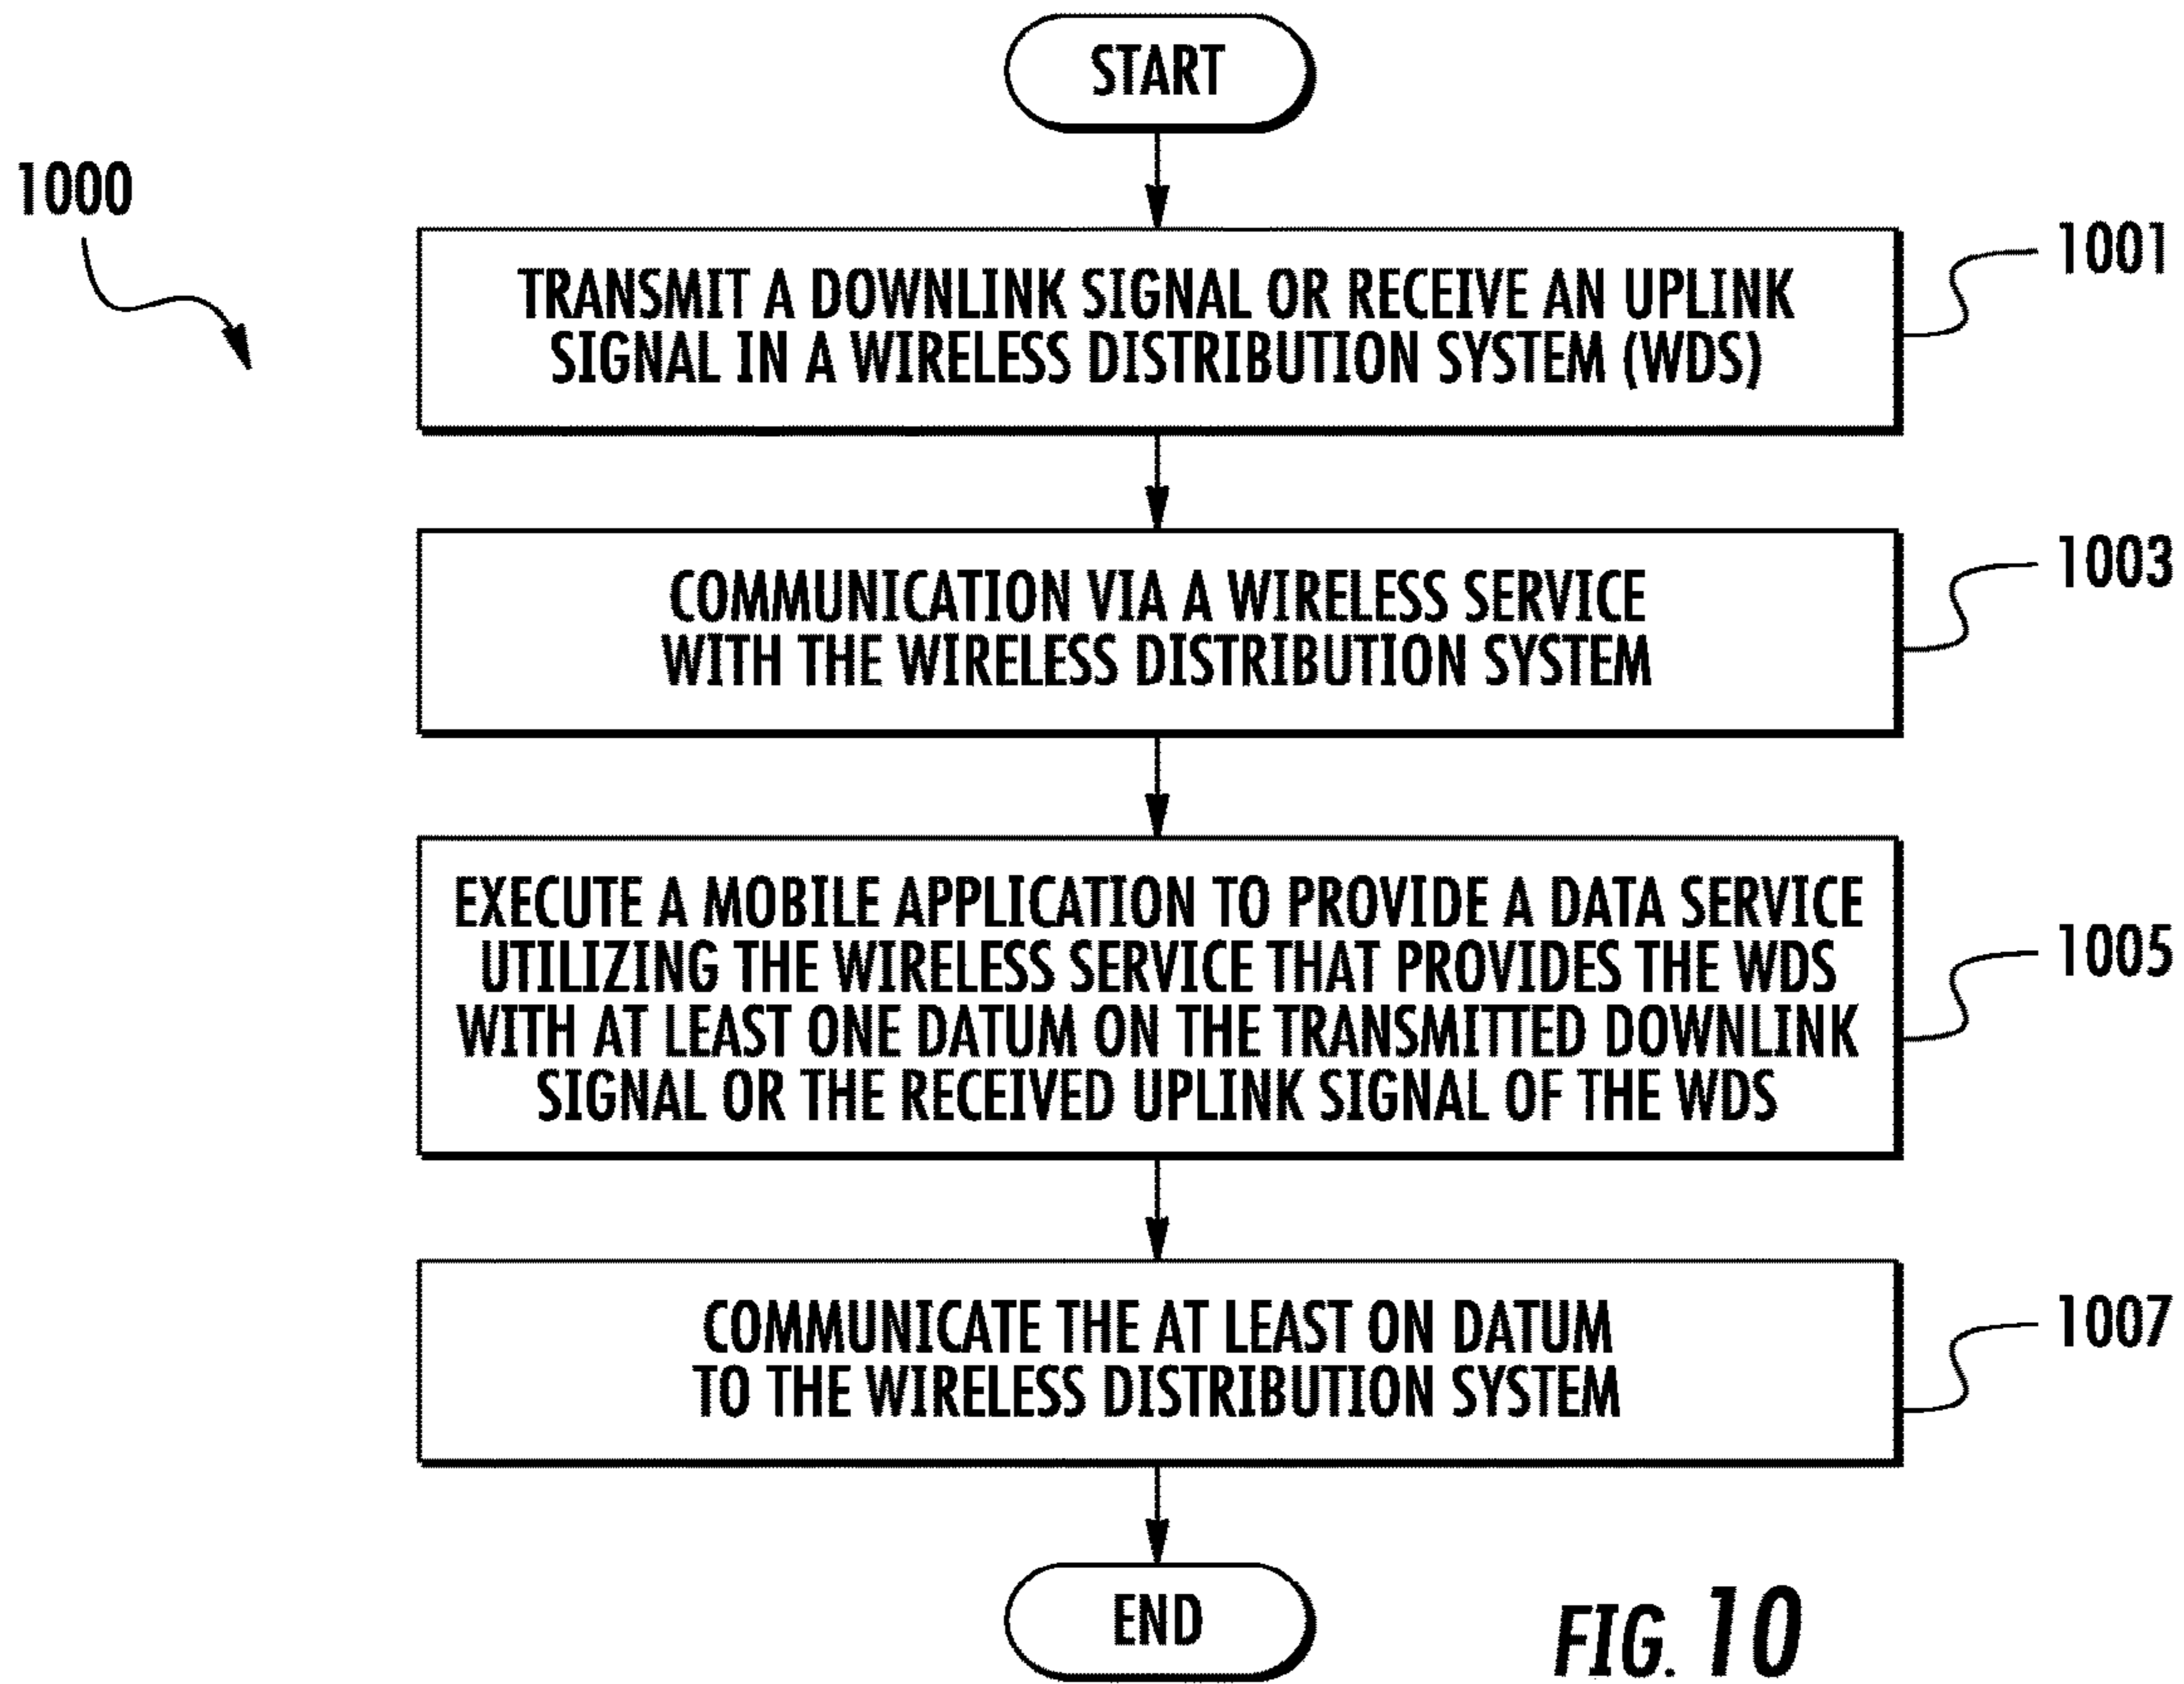 START
1000
TRANSMIT A DOWNLINK SIGNAL OR RECEIVE AN UPLINK
SIGNAL IN A WIRELESS DISTRIBUTION SYSTEM (WDS)
1001
COMMUNICATION VIA A WIRELESS SERVICE
WITH THE WIRELESS DISTRIBUTION SYSTEM
1003
EXECUTE A MOBILE APPLICATION TO PROVIDE A DATA SERVICE
UTILIZING THE WIRELESS SERVICE THAT PROVIDES THE WDS
WITH AT LEAST ONE DATUM ON THE TRANSMITTED DOWNLINK
SIGNAL OR THE RECEIVED UPLINK SIGNAL OF THE WDS
1005
COMMUNICATE THE AT LEAST ON DATUM
TO THE WIRELESS DISTRIBUTION SYSTEM
1007
END
FIG. 10